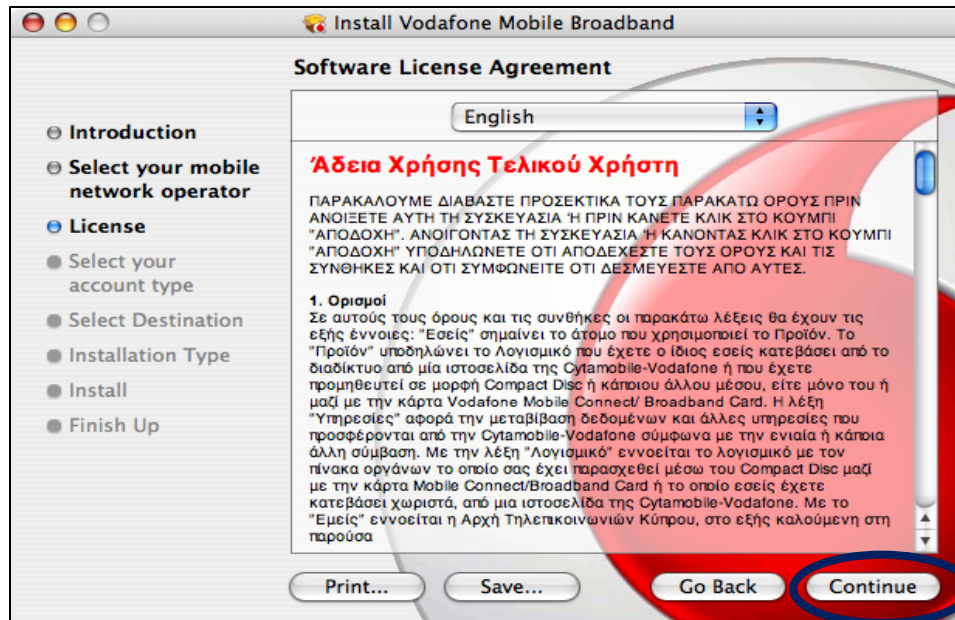 Install Vodafone Mobile Broadband
Software License Agreement
Introduction
Select your mobile
network operator
License
Select your
account type
Select Destination
Installation Type
Install
Finish Up
English
Άδεια Χρήσης Τελικού Χρήστη
ΠΑΡΑΚΑΛΟΥΜΕ ΔΙΑΒΑΣΤΕ ΠΡΟΣΕΚΤΙΚΑ ΤΟΥΣ ΠΑΡΑΚΑΤΩ ΟΡΟΥΣ ΠΡΙΝ
ΑΝΟΙΞΕΤΕ ΑΥΤΗ ΤΗ ΣΥΣΚΕΥΑΣΙΑ Ή ΠΡΙΝ ΚΑΝΕΤΕ ΚΛΙΚ ΣΤΟ ΚΟΥΜΠΙ
"ΑΠΟΔΟΧΗ". ΑΝΟΙΓΟΝΤΑΣ ΤΗ ΣΥΣΚΕΥΑΣΙΑ Ή ΚΑΝΟΝΤΑΣ ΚΛΙΚ ΣΤΟ ΚΟΥΜΠΙ
"ΑΠΟΔΟΧΗ" ΥΠΟΔΗΛΩΝΕΤΕ ΟΤΙ ΑΠΟΔΕΧΕΣΤΕ ΤΟΥΣ ΟΡΟΥΣ ΚΑΙ ΤΙΣ
ΣΥΝΘΗΚΕΣ ΚΑΙ ΟΤΙ ΣΥΜΦΩΝΕΙΤΕ ΟΤΙ ΔΕΣΜΕΥΕΣΤΕ ΑΠΟ ΑΥΤΕΣ.
1. Ορισμοί
Σε αυτούς τους όρους και τις συνθήκες οι παρακάτω λέξεις θα έχουν τις
εξής έννοιες: "Εσείς" σημαίνει το άτομο που χρησιμοποιεί το Προϊόν. Το
"Προϊόν" υποδηλώνει το Λογισμικό που έχετε ο ίδιος εσείς κατεβάσει από το
διαδίκτυο από μία ιστοσελίδα της Cytamobile-Vodafone ή που έχετε
προμηθευτεί σε μορφή Compact Disc ή κάποιου άλλου μέσου, είτε μόνο του ή
μαζί με την κάρτα Vodafone Mobile Connect/ Broadband Card. Η λέξη
"Υπηρεσίες" αφορά την μεταβίβαση δεδομένων και άλλες υπηρεσίες που
προσφέρονται από την Cytamobile-Vodafone σύμφωνα με την ενιαία ή κάποια
άλλη σύμβαση. Με την λέξη "Λογισμικό" εννοείται το λογισμικό με τον
πίνακα οργάνων το οποίο σας έχει παρασχεθεί μέσω του Compact Disc μαζί
με την κάρτα Mobile Connect/Broadband Card ή το οποίο εσείς έχετε
κατεβάσει χωριστά, από μια ιστοσελίδα της Cytamobile-Vodafone. Με το
"Εμείς" εννοείται η Αρχή Τηλεπικοινωνιών Κύπρου, στο εξής καλούμενη στη
παρούσα
Print...
Save...
Go Back
Continue